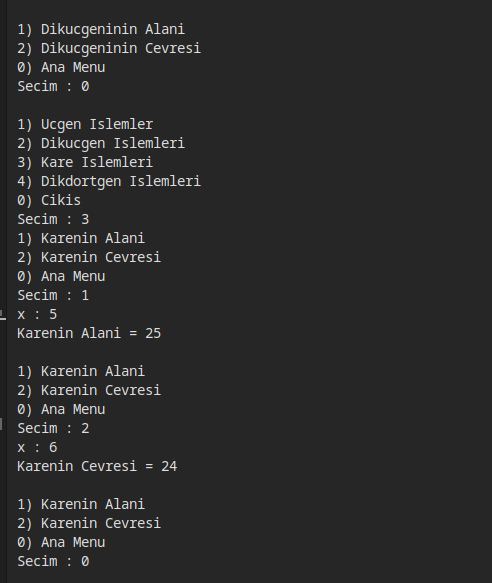 1) Dikucgeninin Alani
2) Dikucgeninin Cevresi
0) Ana Menu
Secim : 0
1) Ucgen Islemler
2) Dikucgen Islemleri
3) Kare Islemleri
4) Dikdortgen Islemleri
0) Cikis
Secim : 3
1) Karenin Alani
2) Karenin Cevresi
0) Ana Menu
Secim : 1
x : 5
Karenin Alani = 25
1) Karenin Alani
2) Karenin Cevresi
0) Ana Menu
Secim : 2
x : 6
Karenin Cevresi = 24
1) Karenin Alani
2) Karenin Cevresi
0) Ana Menu
Secim : 0